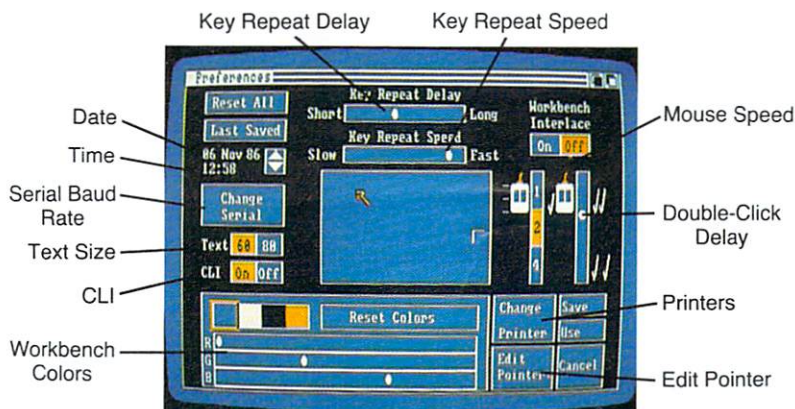 Key Repeat Delay
Key Repeat Speed
Date
Time
Serial Baud
Rate
Text Size
CLI
Workbench
Colors
Mouse Speed
Double-Click
Delay
Printers
Edit Pointer
Preferences
Reset All
Last Saved
06 Nov 86
12:58
Change
Serial
Text 60 80
CLI On Off
Key Repeat Delay
Short Long
Key Repeat Speed
Slow Fast
Workbench
Interlace
On Off
1
2
4
Reset Colors
R
G
B
Change
Printer
Save
Use
Edit
Pointer
Cancel